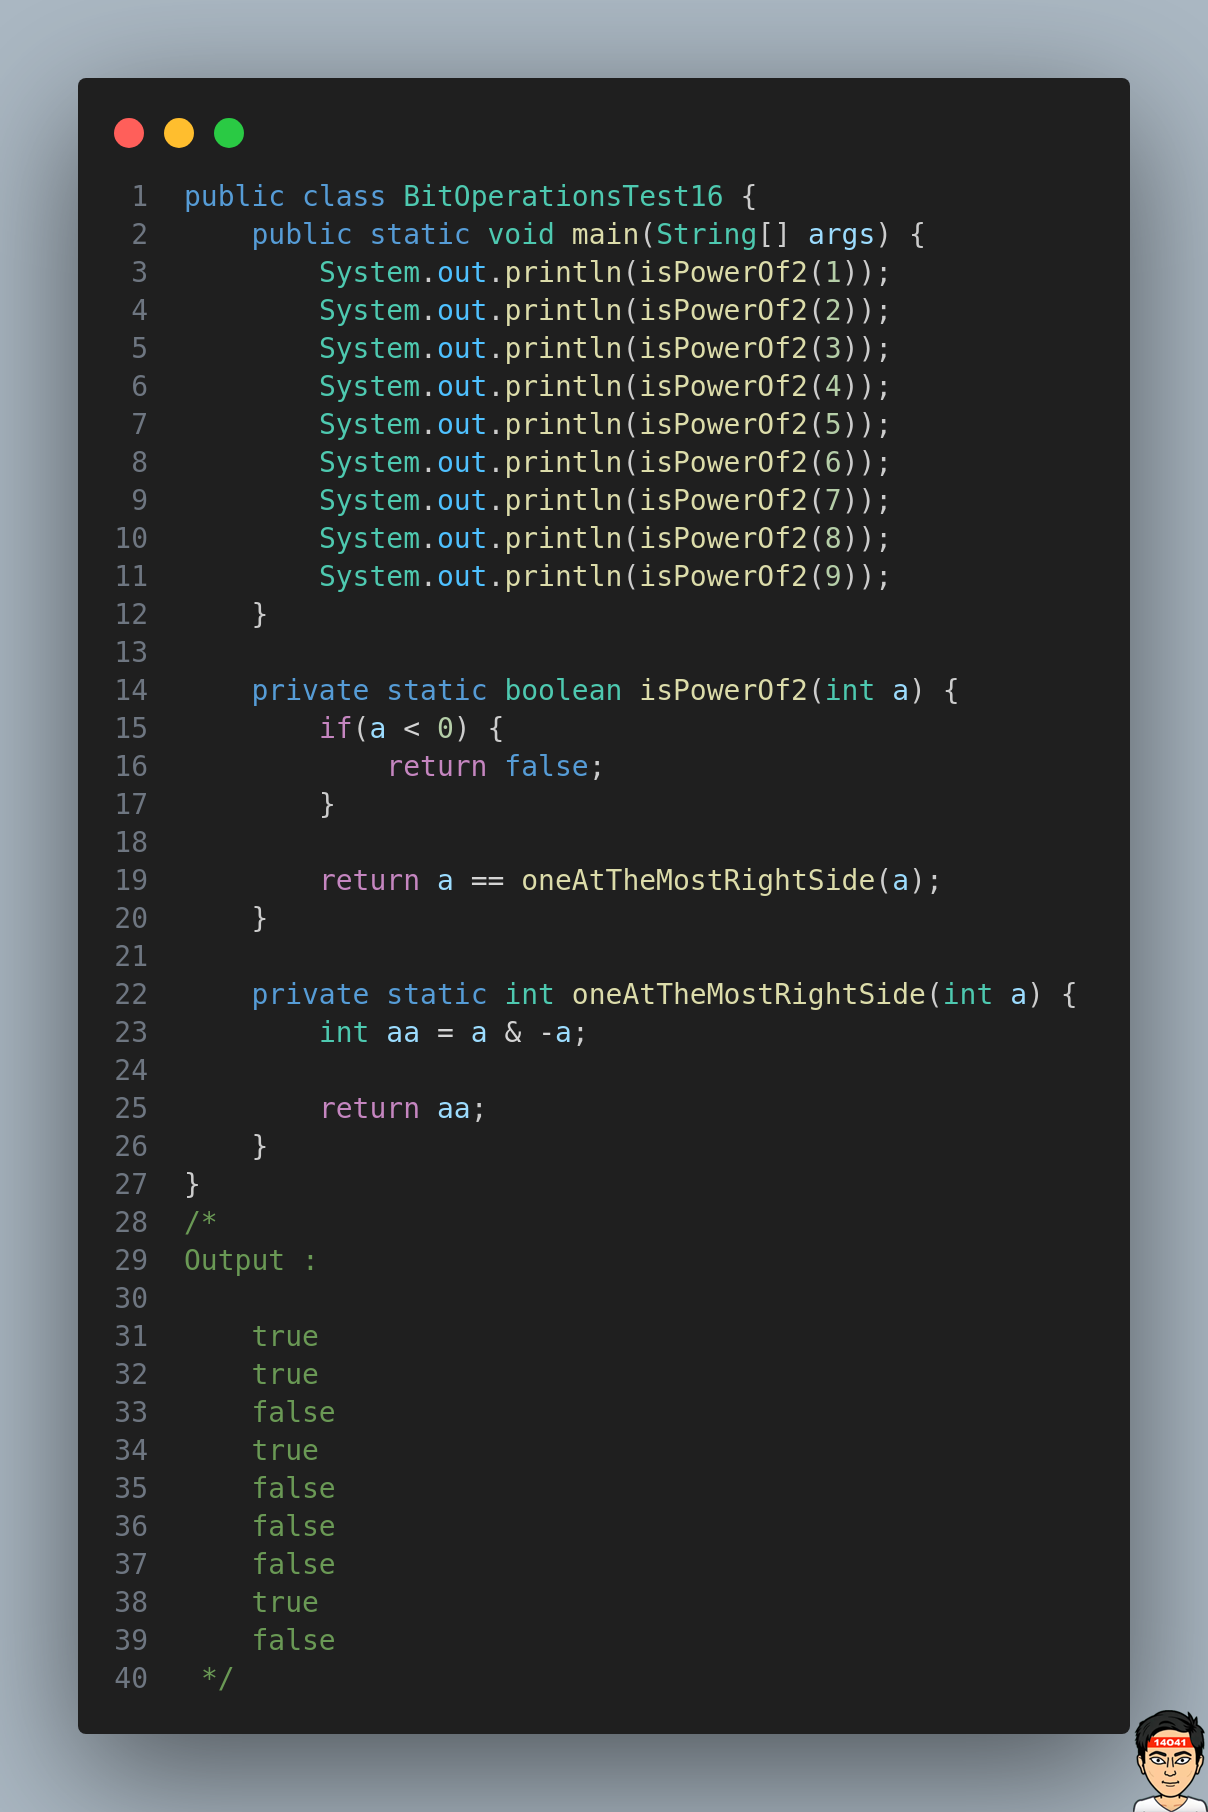 1 public class BitOperationsTest16 {
2     public static void main(String[] args) {
3         System.out.println(isPowerOf2(1));
4         System.out.println(isPowerOf2(2));
5         System.out.println(isPowerOf2(3));
6         System.out.println(isPowerOf2(4));
7         System.out.println(isPowerOf2(5));
8         System.out.println(isPowerOf2(6));
9         System.out.println(isPowerOf2(7));
10         System.out.println(isPowerOf2(8));
11         System.out.println(isPowerOf2(9));
12     }
13
14     private static boolean isPowerOf2(int a) {
15         if(a < 0) {
16             return false;
17         }
18
19         return a == oneAtTheMostRightSide(a);
20     }
21
22     private static int oneAtTheMostRightSide(int a) {
23         int aa = a & -a;
24
25         return aa;
26     }
27 }
28 /*
29 Output :
30
31     true
32     true
33     false
34     true
35     false
36     false
37     false
38     true
39     false
40  */
14041